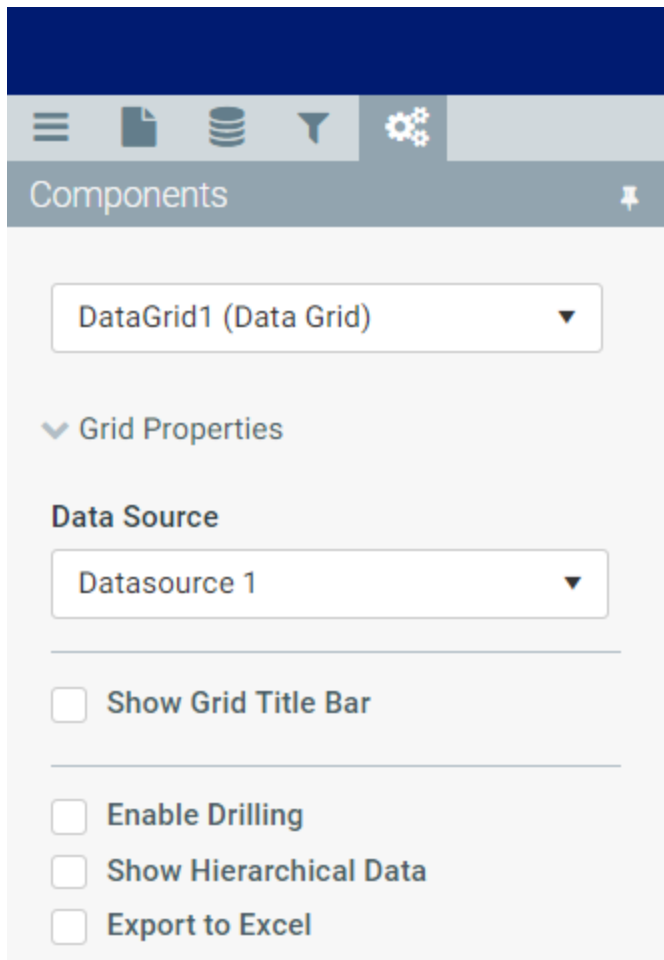 Components
DataGrid1 (Data Grid)
Grid Properties
Data Source
Datasource 1
Show Grid Title Bar
Enable Drilling
Show Hierarchical Data
Export to Excel